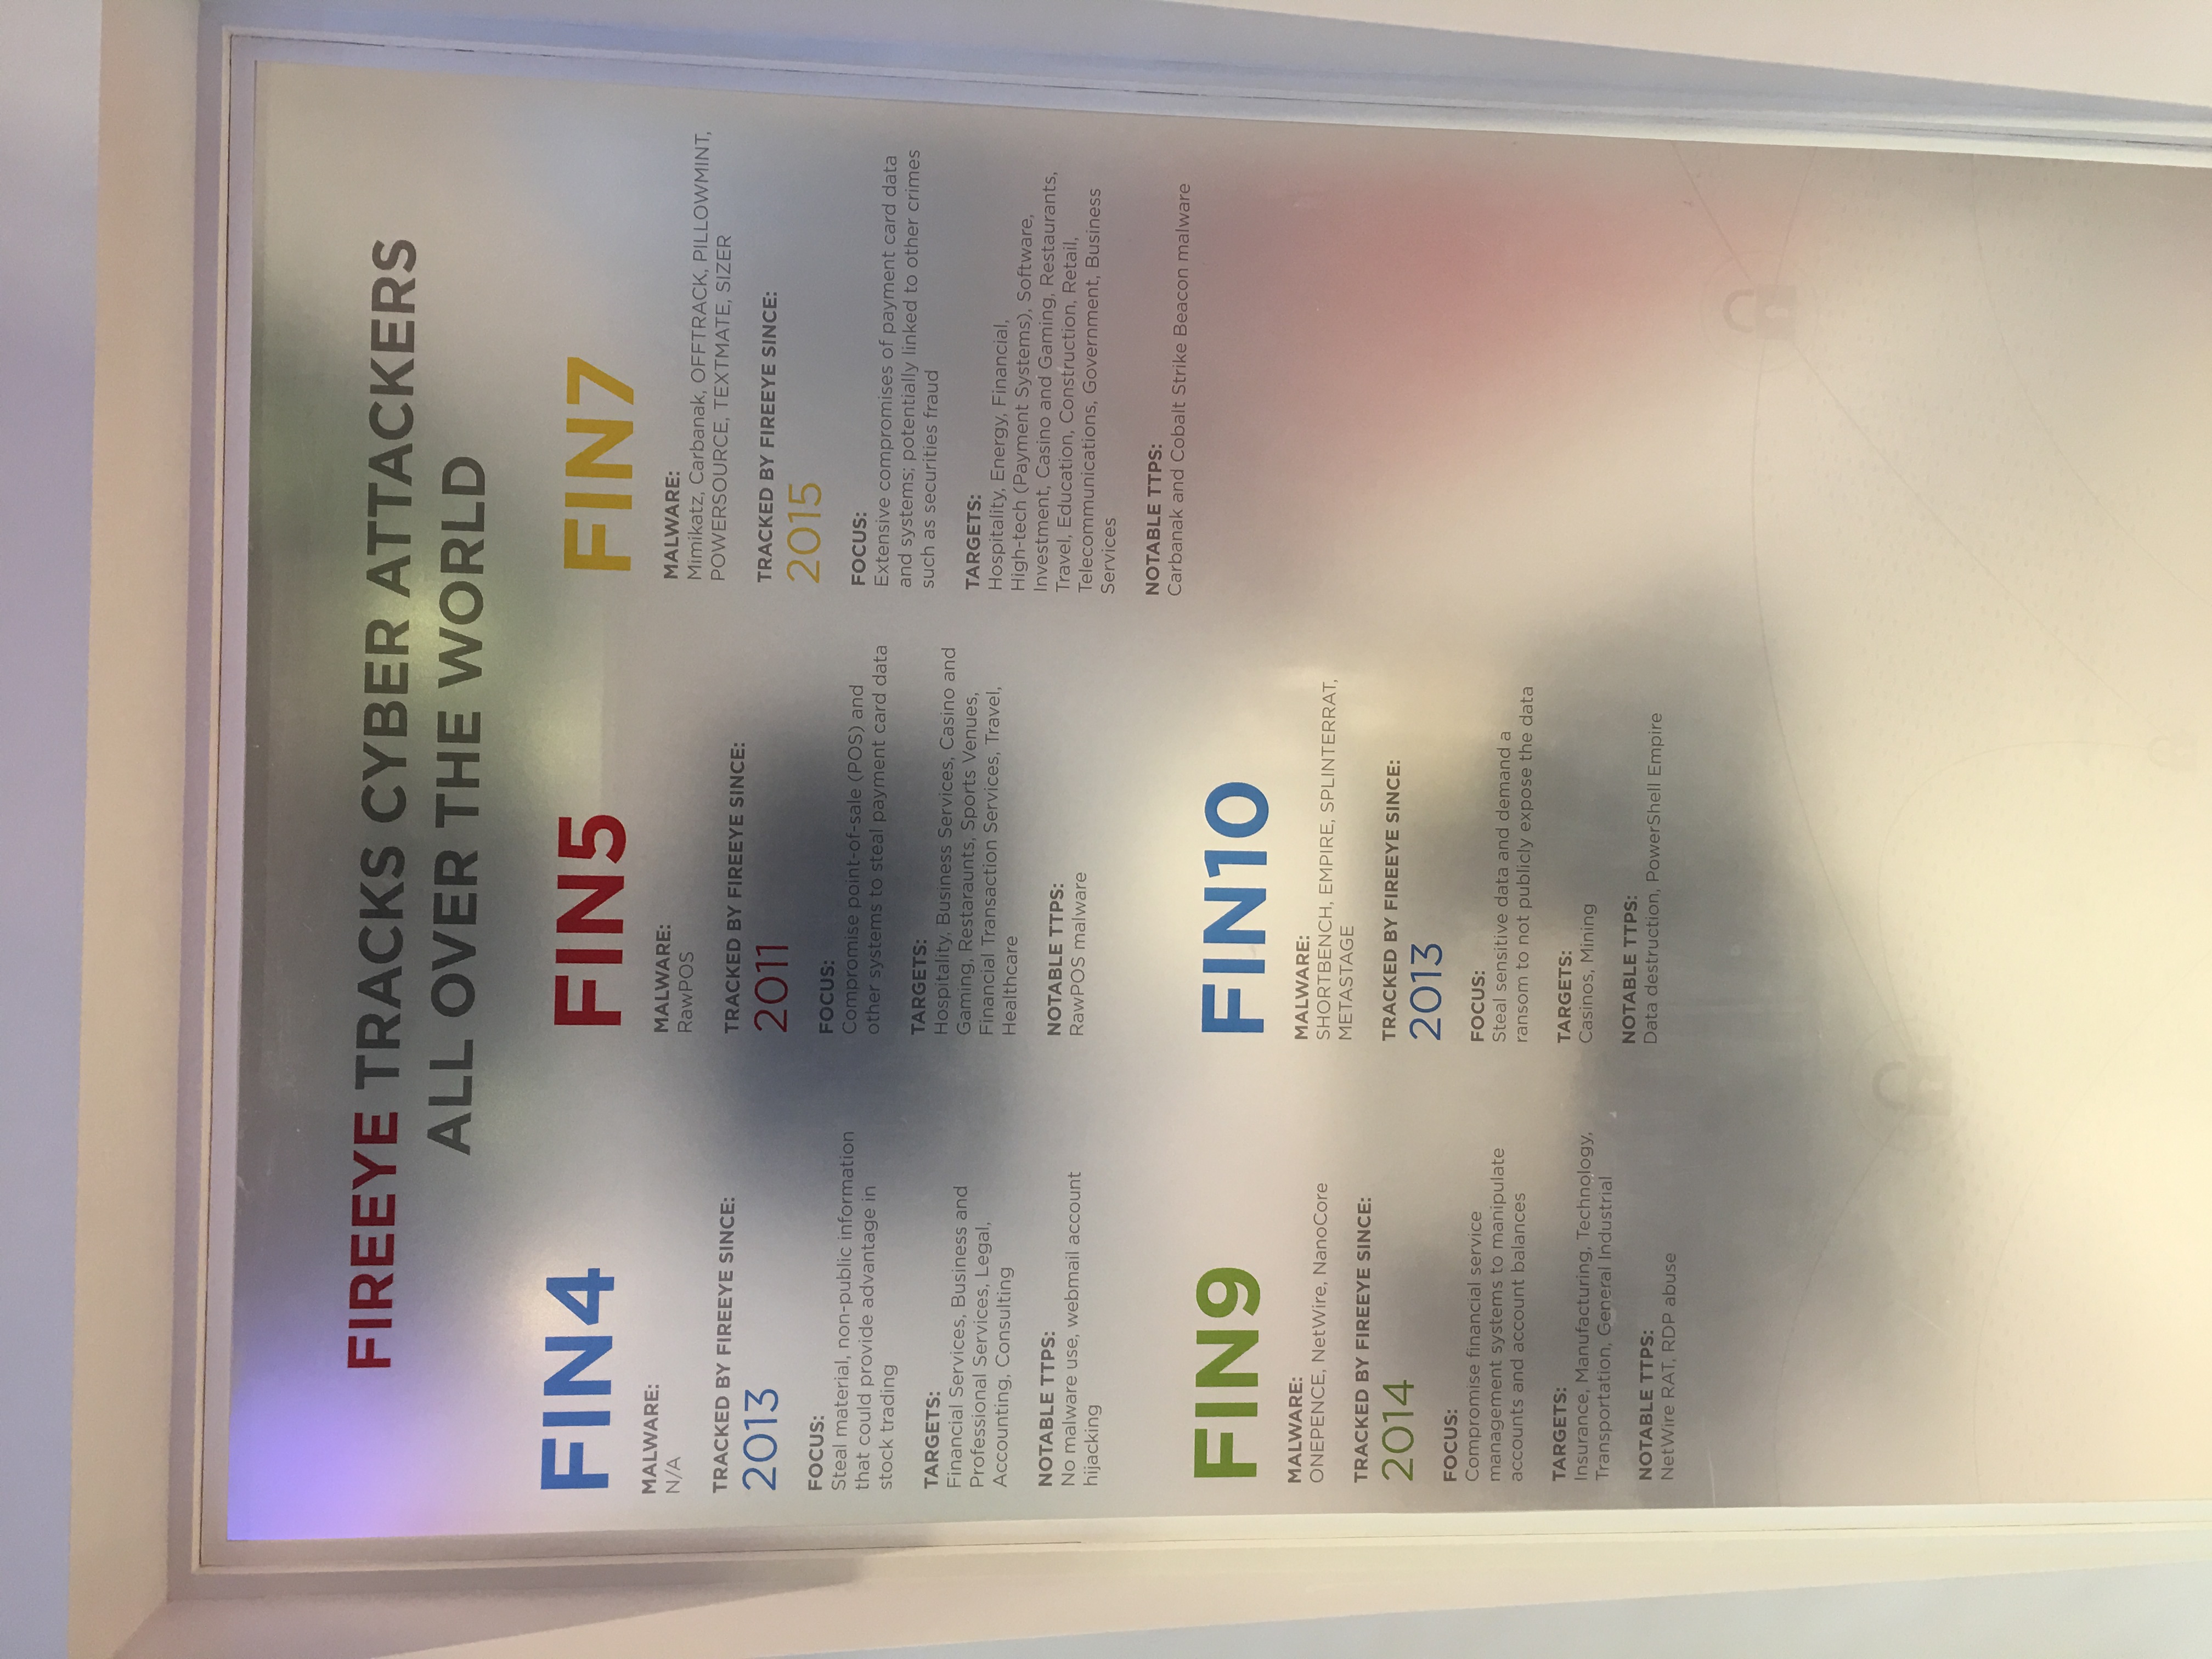 FIREEYE TRACKS CYBER ATTACKERS
ALL OVER THE WORLD
FIN4
MALWARE:
N/A
TRACKED BY FIREEYE SINCE:
2013
FOCUS:
Steal material, non-public information
that could provide advantage in
stock trading
TARGETS:
Financial Services, Business and
Professional Services, Legal,
Accounting, Consulting
NOTABLE TTPS:
No malware use, webmail account
hijacking
FIN5
MALWARE:
RawPOS
TRACKED BY FIREEYE SINCE:
2011
FOCUS:
Compromise point-of-sale (POS) and
other systems to steal payment card data
TARGETS:
Hospitality, Business Services, Casino and
Gaming, Restaraunts, Sports Venues,
Financial Transaction Services, Travel,
Healthcare
NOTABLE TTPS:
RawPOS malware
FIN7
MALWARE:
Mimikatz, Carbanak, OFFTRACK, PILLOWMINT,
POWERSOURCE, TEXTMATE, SIZER
TRACKED BY FIREEYE SINCE:
2015
FOCUS:
Extensive compromises of payment card data
and systems; potentially linked to other crimes
such as securities fraud
TARGETS:
Hospitality, Energy, Financial,
High-tech (Payment Systems), Software,
Investment, Casino and Gaming, Restaurants,
Travel, Education, Construction, Retail,
Telecommunications, Government, Business
Services
NOTABLE TTPS:
Carbanak and Cobalt Strike Beacon malware
FIN9
MALWARE:
ONEPENCE, NetWire, NanoCore
TRACKED BY FIREEYE SINCE:
2014
FOCUS:
Compromise financial service
management systems to manipulate
accounts and account balances
TARGETS:
Insurance, Manufacturing, Technology,
Transportation, General Industrial
NOTABLE TTPS:
NetWire RAT, RDP abuse
FIN10
MALWARE:
SHORTBENCH, EMPIRE, SPLINTERRAT,
METASTAGE
TRACKED BY FIREEYE SINCE:
2013
FOCUS:
Steal sensitive data and demand a
ransom to not publicly expose the data
TARGETS:
Casinos, Mining
NOTABLE TTPS:
Data destruction, PowerShell Empire